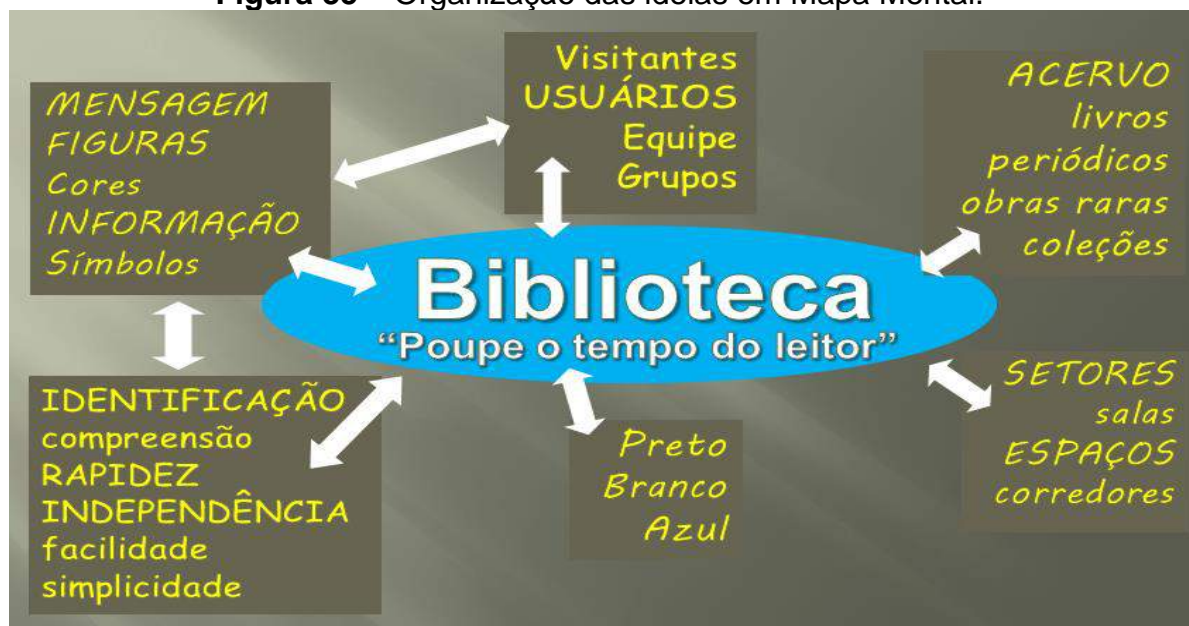 Organização das ideias em Mapa Mental.
MENSAGEM
FIGURAS
Cores
INFORMAÇÃO
Símbolos
Visitantes
USUÁRIOS
Equipe
Grupos
ACERVO
livros
periódicos
obras raras
coleções
Biblioteca
“Poupe o tempo do leitor”
IDENTIFICAÇÃO
compreensão
RAPIDEZ
INDEPENDÊNCIA
facilidade
simplicidade
Preto
Branco
Azul
SETORES
salas
ESPAÇOS
corredores